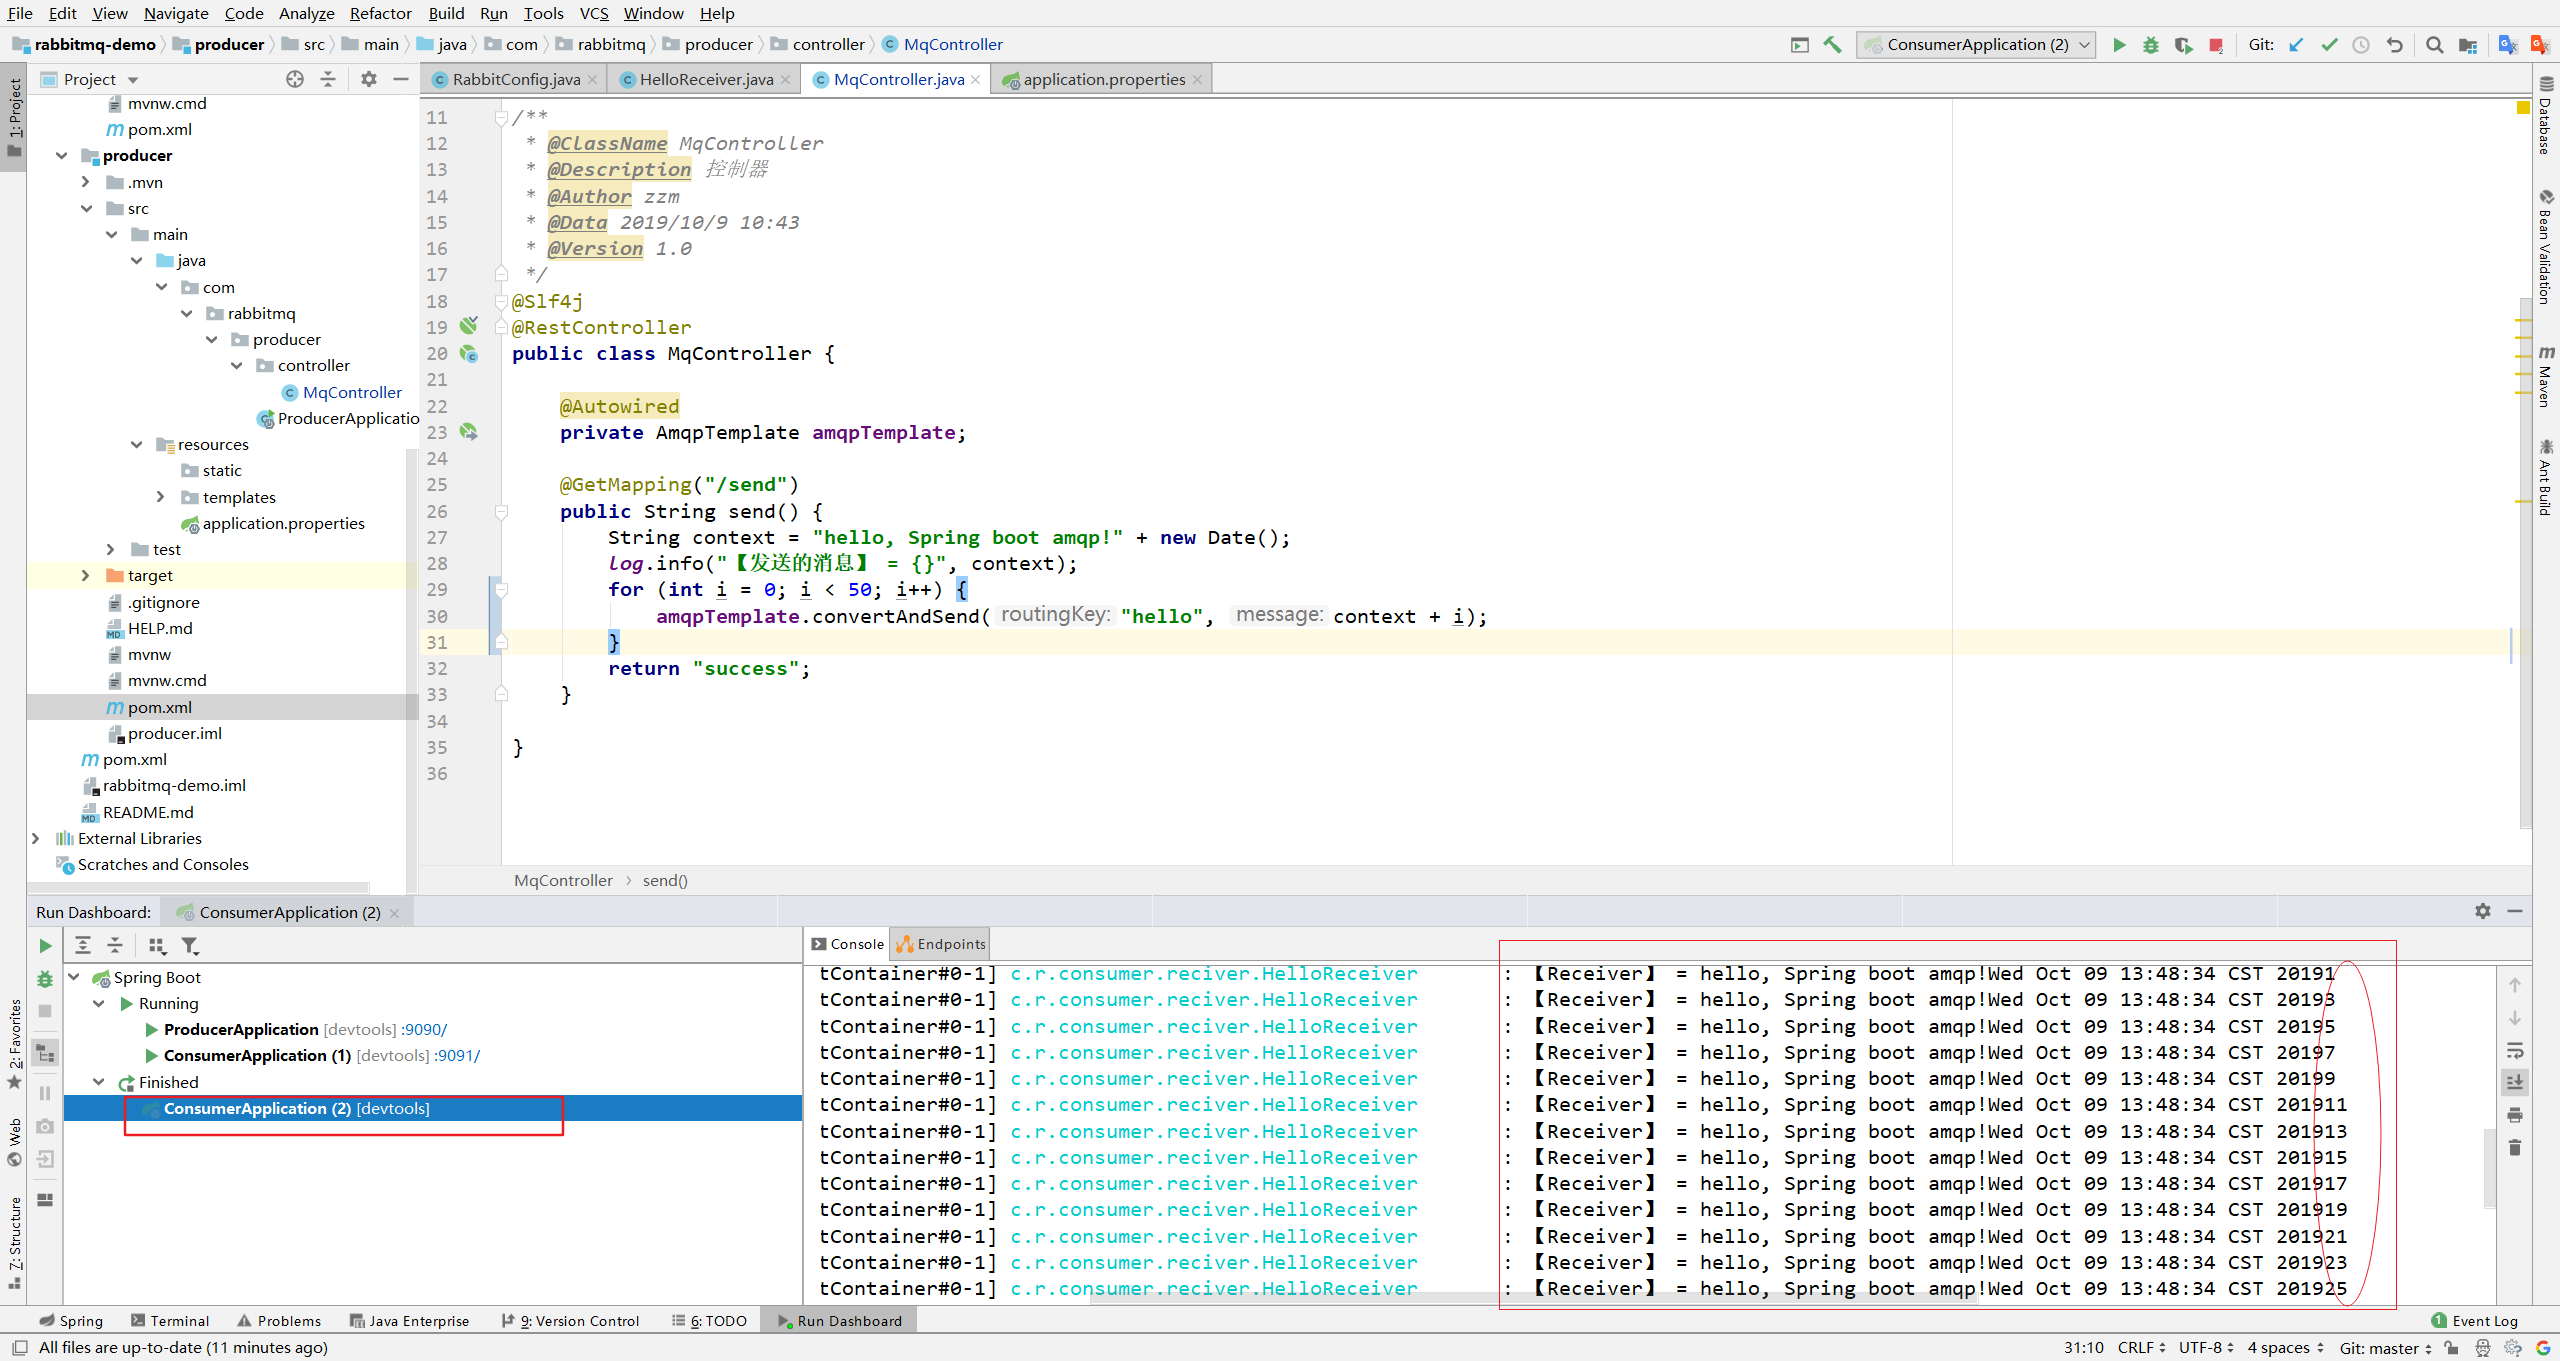 File Edit View Navigate Code Analyze Refactor Build Run Tools VCS Window Help
rabbitmq-demo producer src main java com rabbitmq producer controller MqController
ConsumerApplication (2) Git:
Project
RabbitConfig.java HelloReceiver.java MqController.java application.properties
1: Project
mvnw.cmd
pom.xml
producer
.mvn
src
main
java
com
rabbitmq
producer
controller
MqController
ProducerApplicatio
resources
static
templates
application.properties
test
target
.gitignore
HELP.md
mvnw
mvnw.cmd
pom.xml
producer.iml
pom.xml
rabbitmq-demo.iml
README.md
External Libraries
Scratches and Consoles
11 /**
12 * @ClassName MqController
13 * @Description 控制器
14 * @Author zzm
15 * @Data 2019/10/9 10:43
16 * @Version 1.0
17 */
18 @Slf4j
19 @RestController
20 public class MqController {
21
22 @Autowired
23 private AmqpTemplate amqpTemplate;
24
25 @GetMapping("/send")
26 public String send() {
27 String context = "hello, Spring boot amqp!" + new Date();
28 log.info("【发送的消息】 = {}", context);
29 for (int i = 0; i < 50; i++) {
30 amqpTemplate.convertAndSend( routingKey: "hello", message: context + i);
31 }
32 return "success";
33 }
34
35 }
36
MqController send()
Database
Bean Validation
Maven
Ant Build
Run Dashboard: ConsumerApplication (2)
Console Endpoints
Spring Boot
Running
ProducerApplication [devtools] :9090/
ConsumerApplication (1) [devtools] :9091/
Finished
ConsumerApplication (2) [devtools]
2: Favorites
Web
7: Structure
tContainer#0-1] c.r.consumer.reciver.HelloReceiver : 【Receiver】 = hello, Spring boot amqp!Wed Oct 09 13:48:34 CST 20191
tContainer#0-1] c.r.consumer.reciver.HelloReceiver : 【Receiver】 = hello, Spring boot amqp!Wed Oct 09 13:48:34 CST 20193
tContainer#0-1] c.r.consumer.reciver.HelloReceiver : 【Receiver】 = hello, Spring boot amqp!Wed Oct 09 13:48:34 CST 20195
tContainer#0-1] c.r.consumer.reciver.HelloReceiver : 【Receiver】 = hello, Spring boot amqp!Wed Oct 09 13:48:34 CST 20197
tContainer#0-1] c.r.consumer.reciver.HelloReceiver : 【Receiver】 = hello, Spring boot amqp!Wed Oct 09 13:48:34 CST 20199
tContainer#0-1] c.r.consumer.reciver.HelloReceiver : 【Receiver】 = hello, Spring boot amqp!Wed Oct 09 13:48:34 CST 201911
tContainer#0-1] c.r.consumer.reciver.HelloReceiver : 【Receiver】 = hello, Spring boot amqp!Wed Oct 09 13:48:34 CST 201913
tContainer#0-1] c.r.consumer.reciver.HelloReceiver : 【Receiver】 = hello, Spring boot amqp!Wed Oct 09 13:48:34 CST 201915
tContainer#0-1] c.r.consumer.reciver.HelloReceiver : 【Receiver】 = hello, Spring boot amqp!Wed Oct 09 13:48:34 CST 201917
tContainer#0-1] c.r.consumer.reciver.HelloReceiver : 【Receiver】 = hello, Spring boot amqp!Wed Oct 09 13:48:34 CST 201919
tContainer#0-1] c.r.consumer.reciver.HelloReceiver : 【Receiver】 = hello, Spring boot amqp!Wed Oct 09 13:48:34 CST 201921
tContainer#0-1] c.r.consumer.reciver.HelloReceiver : 【Receiver】 = hello, Spring boot amqp!Wed Oct 09 13:48:34 CST 201923
tContainer#0-1] c.r.consumer.reciver.HelloReceiver : 【Receiver】 = hello, Spring boot amqp!Wed Oct 09 13:48:34 CST 201925
Spring Terminal Problems Java Enterprise 9: Version Control 6: TODO Run Dashboard 1 Event Log
All files are up-to-date (11 minutes ago) 31:10 CRLF UTF-8 4 spaces Git: master